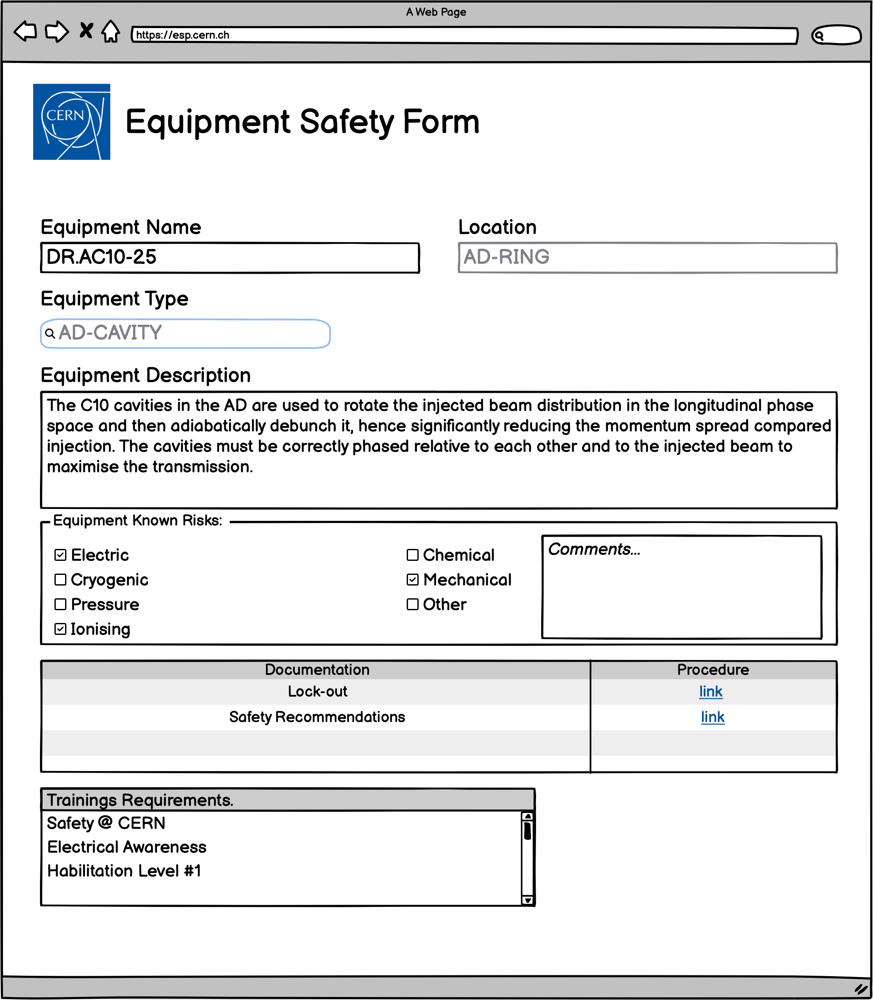 A Web Page
https://esp.cern.ch
CERN
Equipment Safety Form
Equipment Name
Location
DR.AC10-25
AD-RING
Equipment Type
AD-CAVITY
Equipment Description
The C10 cavities in the AD are used to rotate the injected beam distribution in the longitudinal phase
space and then adiabatically debunch it, hence significantly reducing the momentum spread compared
injection. The cavities must be correctly phased relative to each other and to the injected beam to
maximise the transmission.
Equipment Known Risks:
Electric
Cryogenic
Pressure
Ionising
Chemical
Mechanical
Other
Comments...
Documentation Procedure
Lock-out link
Safety Recommendations link
Trainings Requirements.
Safety @ CERN
Electrical Awareness
Habilitation Level #1